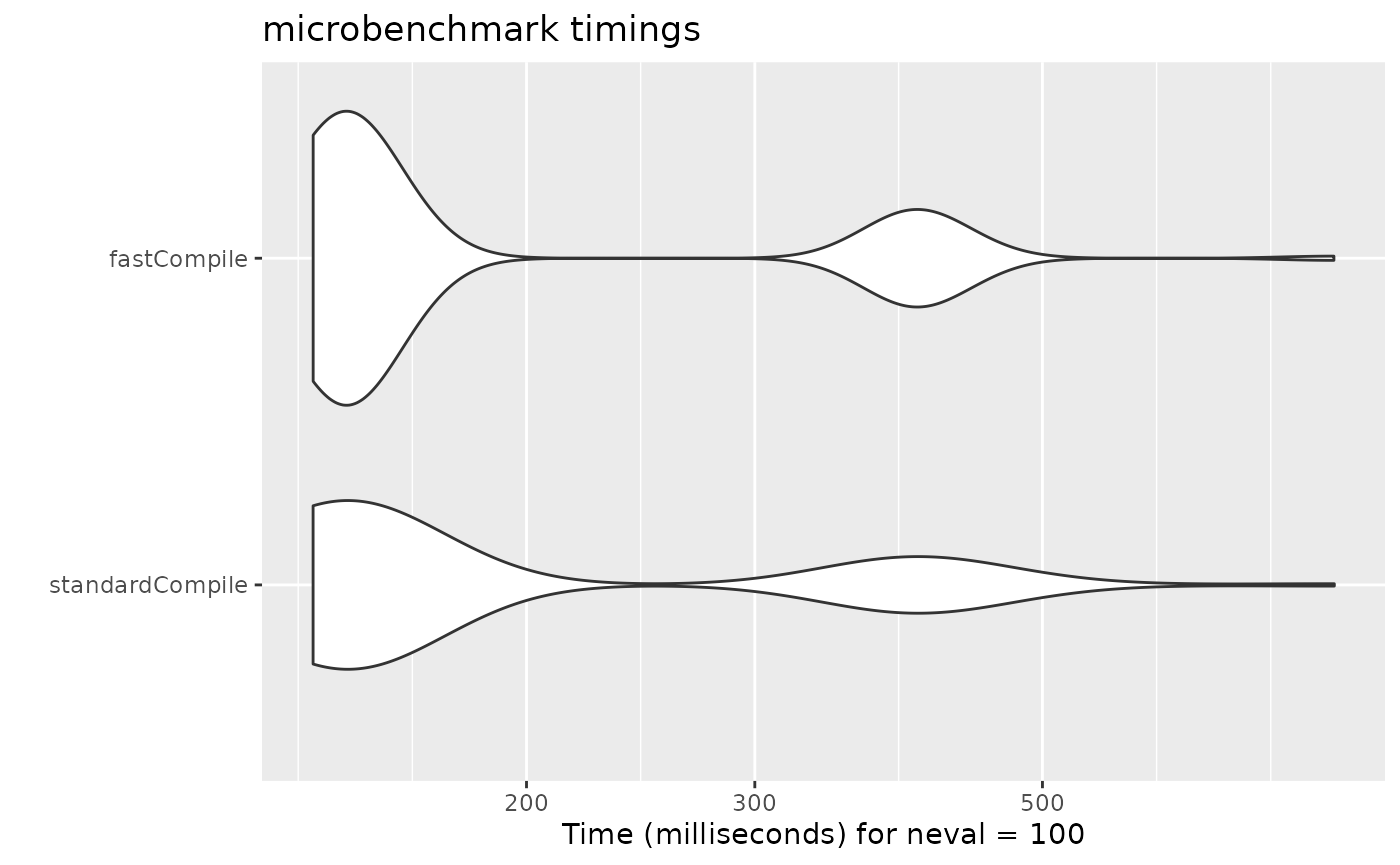 microbenchmark timings
fastCompile
standardCompile
200 300 500
Time (milliseconds) for neval = 100